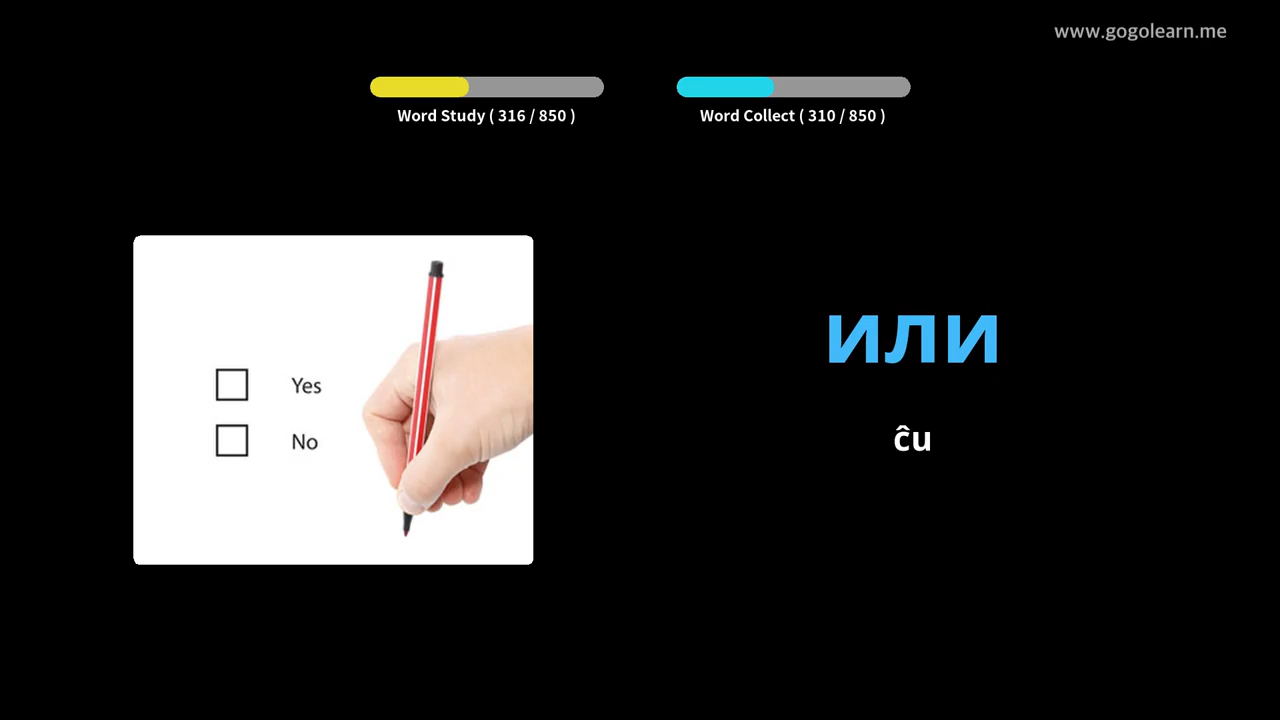 www.gogolearn.me
Word Study ( 316 / 850 )
Word Collect ( 310 / 850 )
Yes
No
или
ĉu